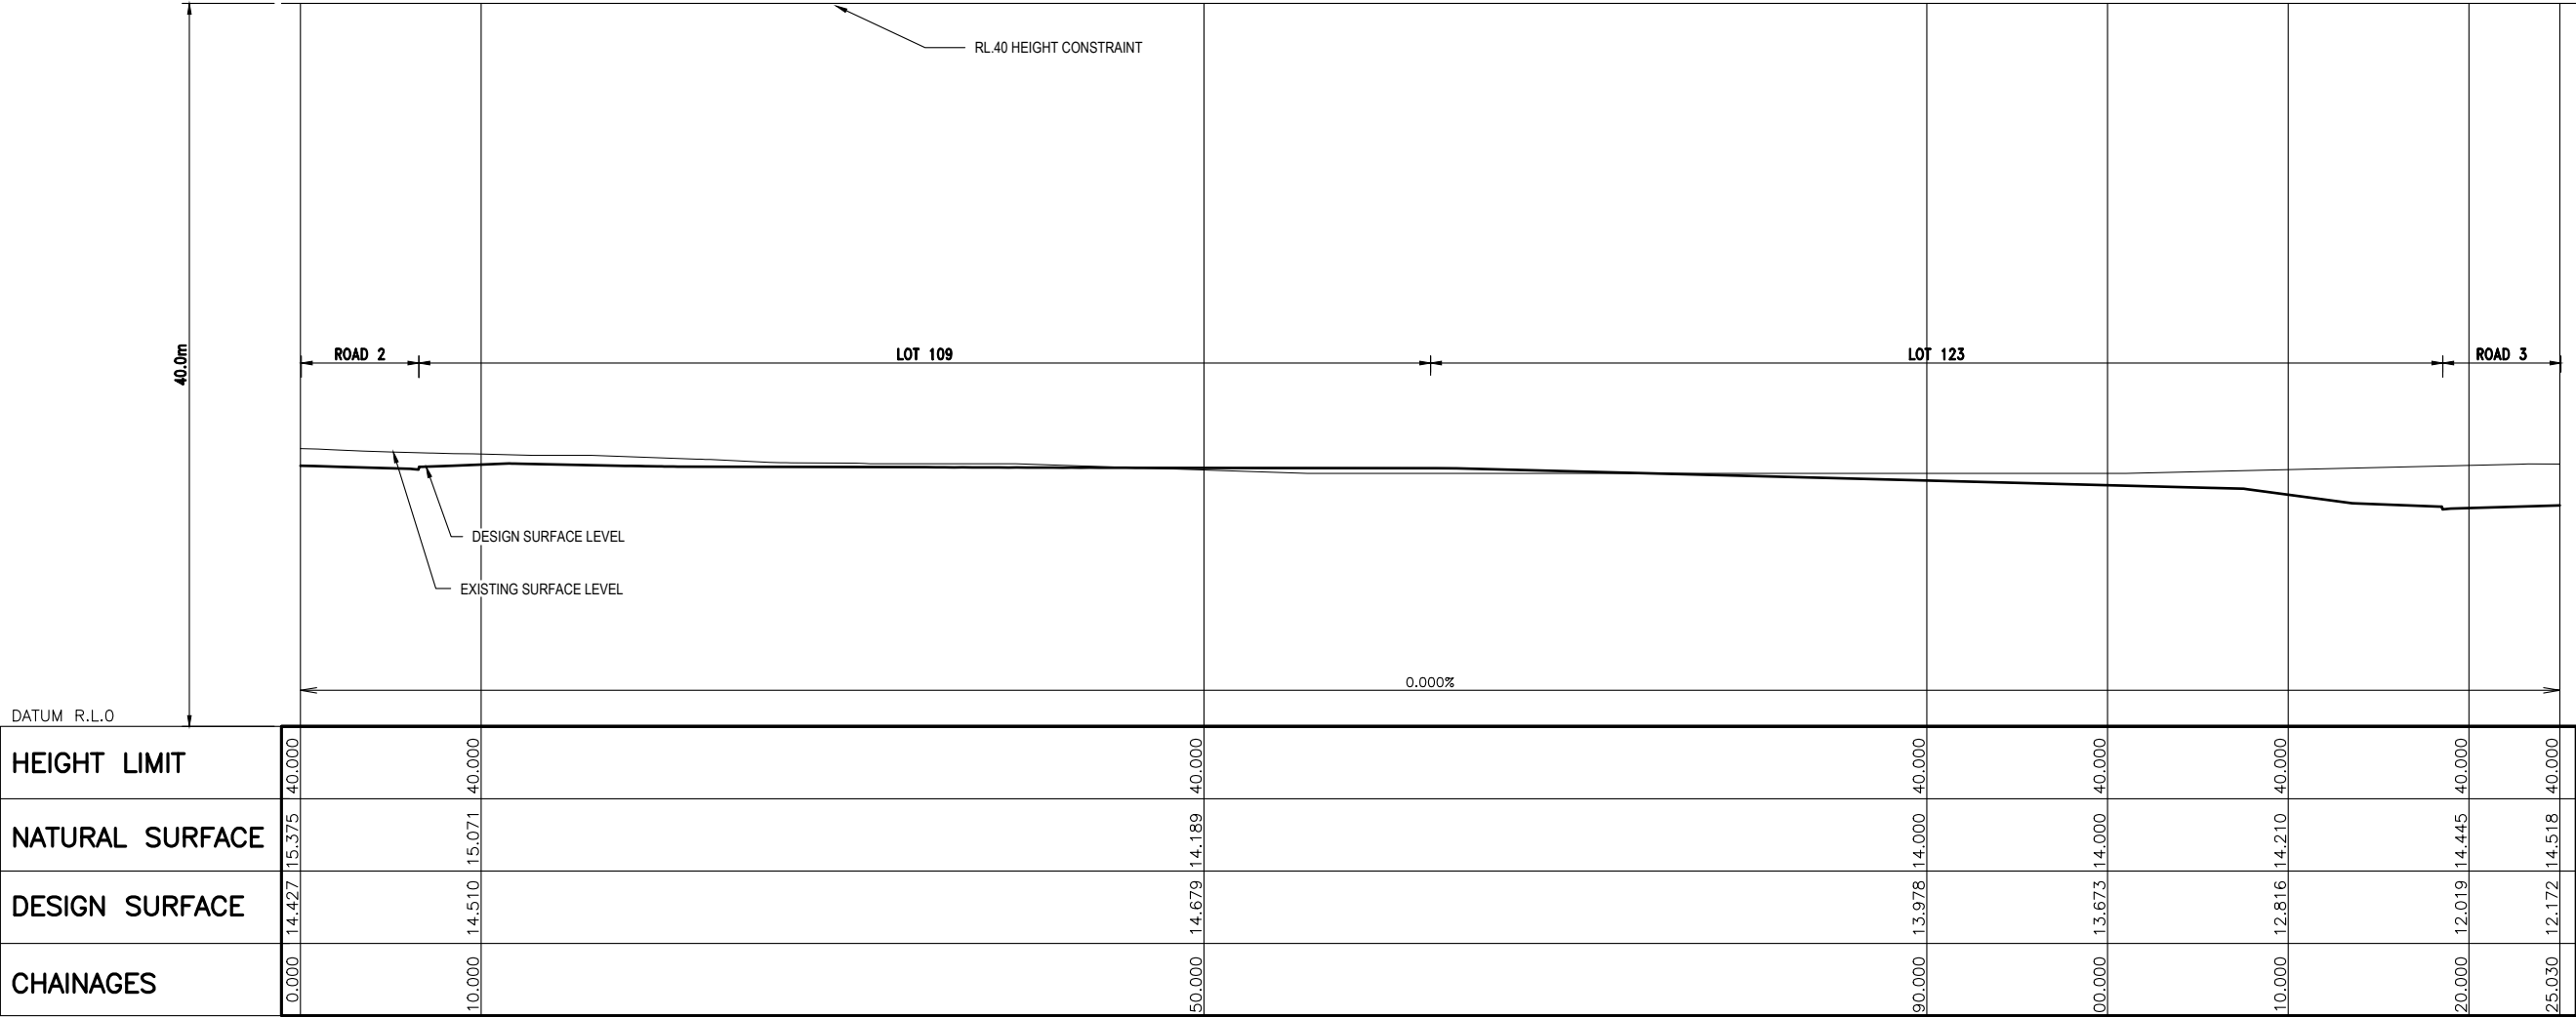 RL.40 HEIGHT CONSTRAINT
40.0m
ROAD 2
LOT 109
LOT 123
ROAD 3
DESIGN SURFACE LEVEL
EXISTING SURFACE LEVEL
0.000%
DATUM R.L.0
HEIGHT LIMIT 40.000 40.000 40.000 40.000 40.000 40.000 40.000 40.000
NATURAL SURFACE 15.375 15.071 14.189 14.000 14.000 14.210 14.445 14.518
DESIGN SURFACE 14.427 14.510 14.679 13.978 13.673 12.816 12.019 12.172
CHAINAGES 0.000 10.000 50.000 90.000 00.000 10.000 20.000 25.030